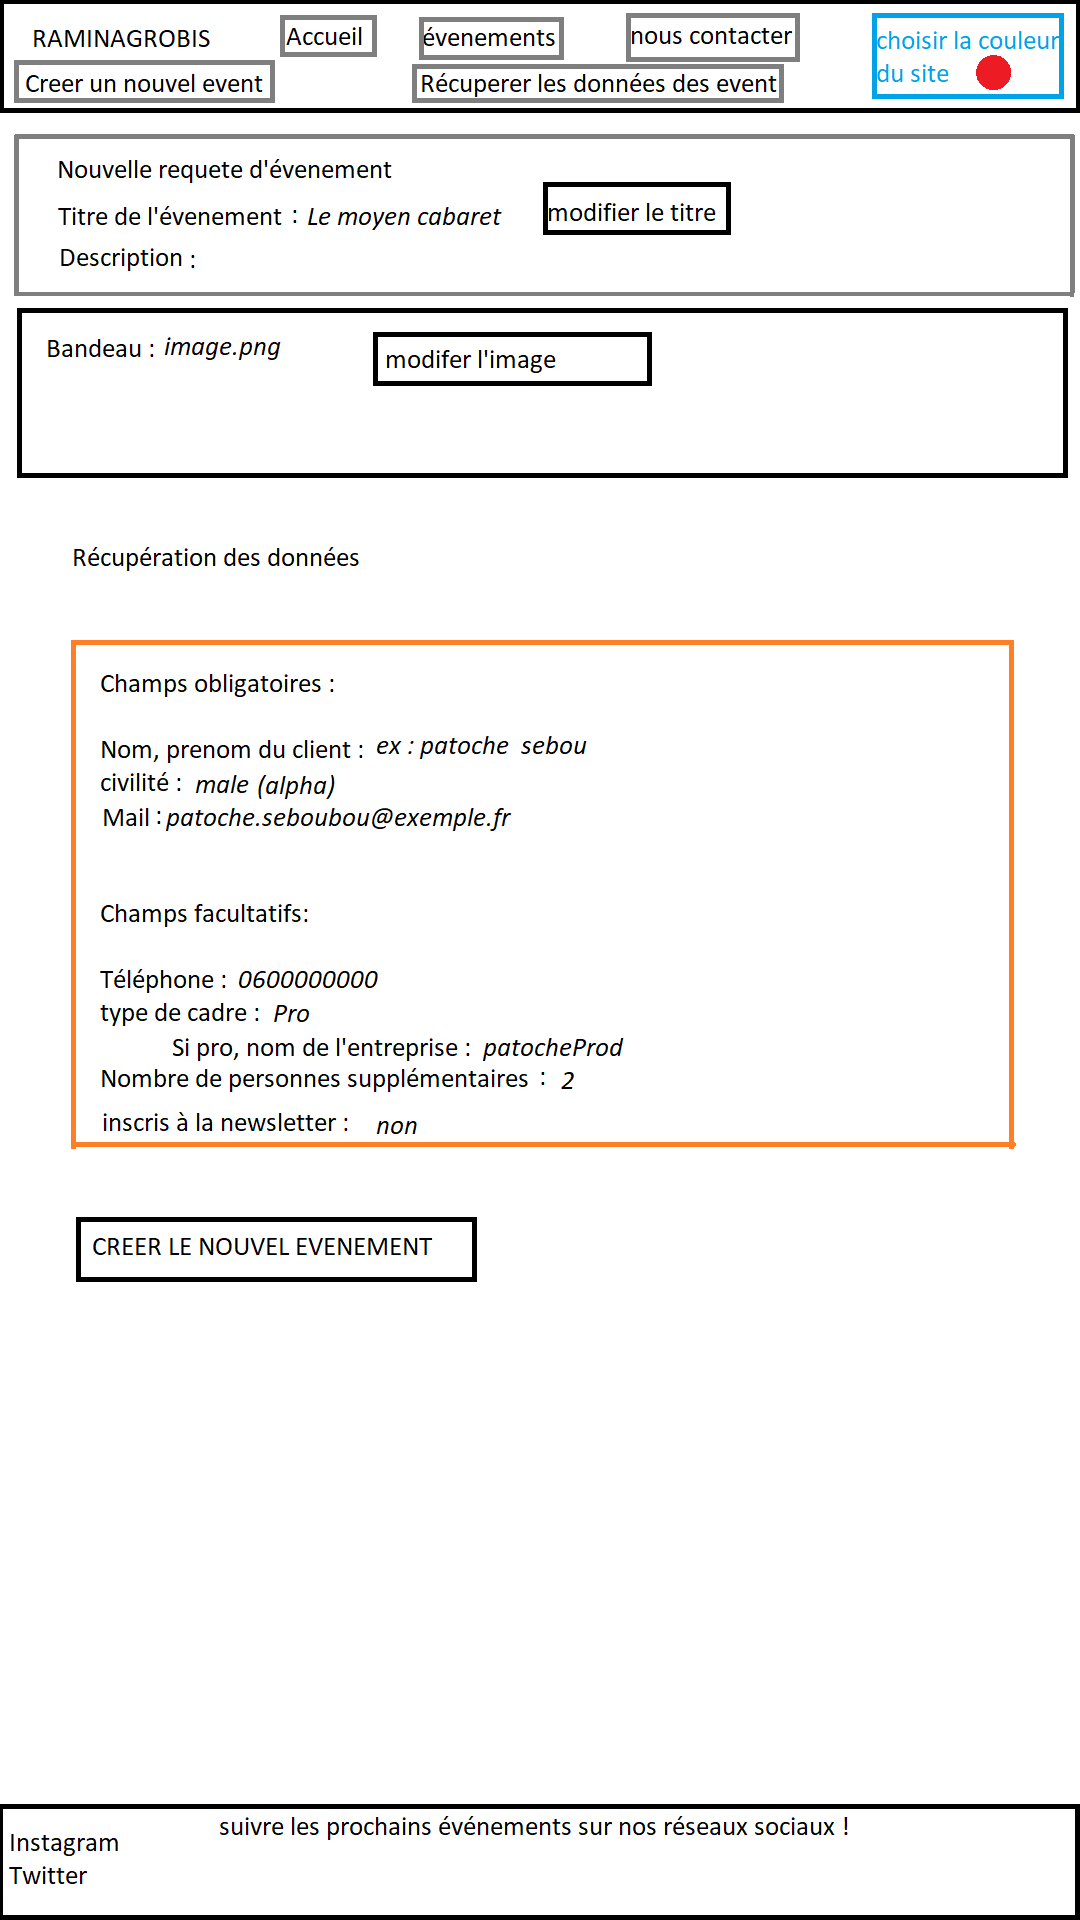 RAMINAGROBIS
Accueil
évenements
nous contacter
choisir la couleur
du site
Creer un nouvel event
Récuperer les données des event
Nouvelle requete d'évenement
Titre de l'évenement : Le moyen cabaret
modifier le titre
Description :
Bandeau : image.png
modifer l'image
Récupération des données
Champs obligatoires :
Nom, prenom du client : ex : patoche sebou
civilité : male (alpha)
Mail : patoche.seboubou@exemple.fr
Champs facultatifs:
Téléphone : 0600000000
type de cadre : Pro
Si pro, nom de l'entreprise : patocheProd
Nombre de personnes supplémentaires : 2
inscris à la newsletter : non
CREER LE NOUVEL EVENEMENT
suivre les prochains événements sur nos réseaux sociaux !
Instagram
Twitter